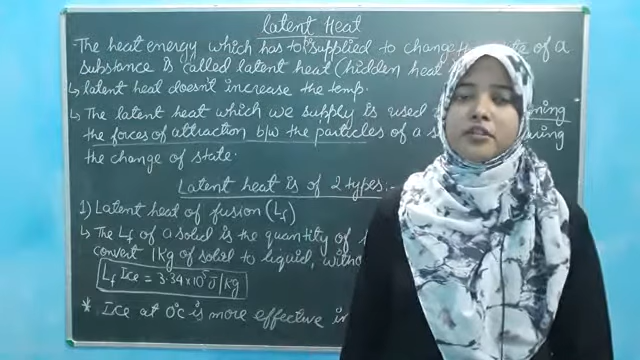 Latent Heat
The heat energy which has to be supplied to change of a
substance is called latent heat (hidden heat
↳ latent heat doesn't increase the temp.
↳ The latent heat which we supply is used
the forces of attraction b/w the particles of a
the change of state.
Latent heat is of 2 types:-
1) Latent heat of fusion (Lf)
↳ The Lf of a solid is the quantity of
convert 1kg of solid to liquid,
Lf Ice = 3.34×10⁵ J/kg
* Ice at 0°c is more effective in